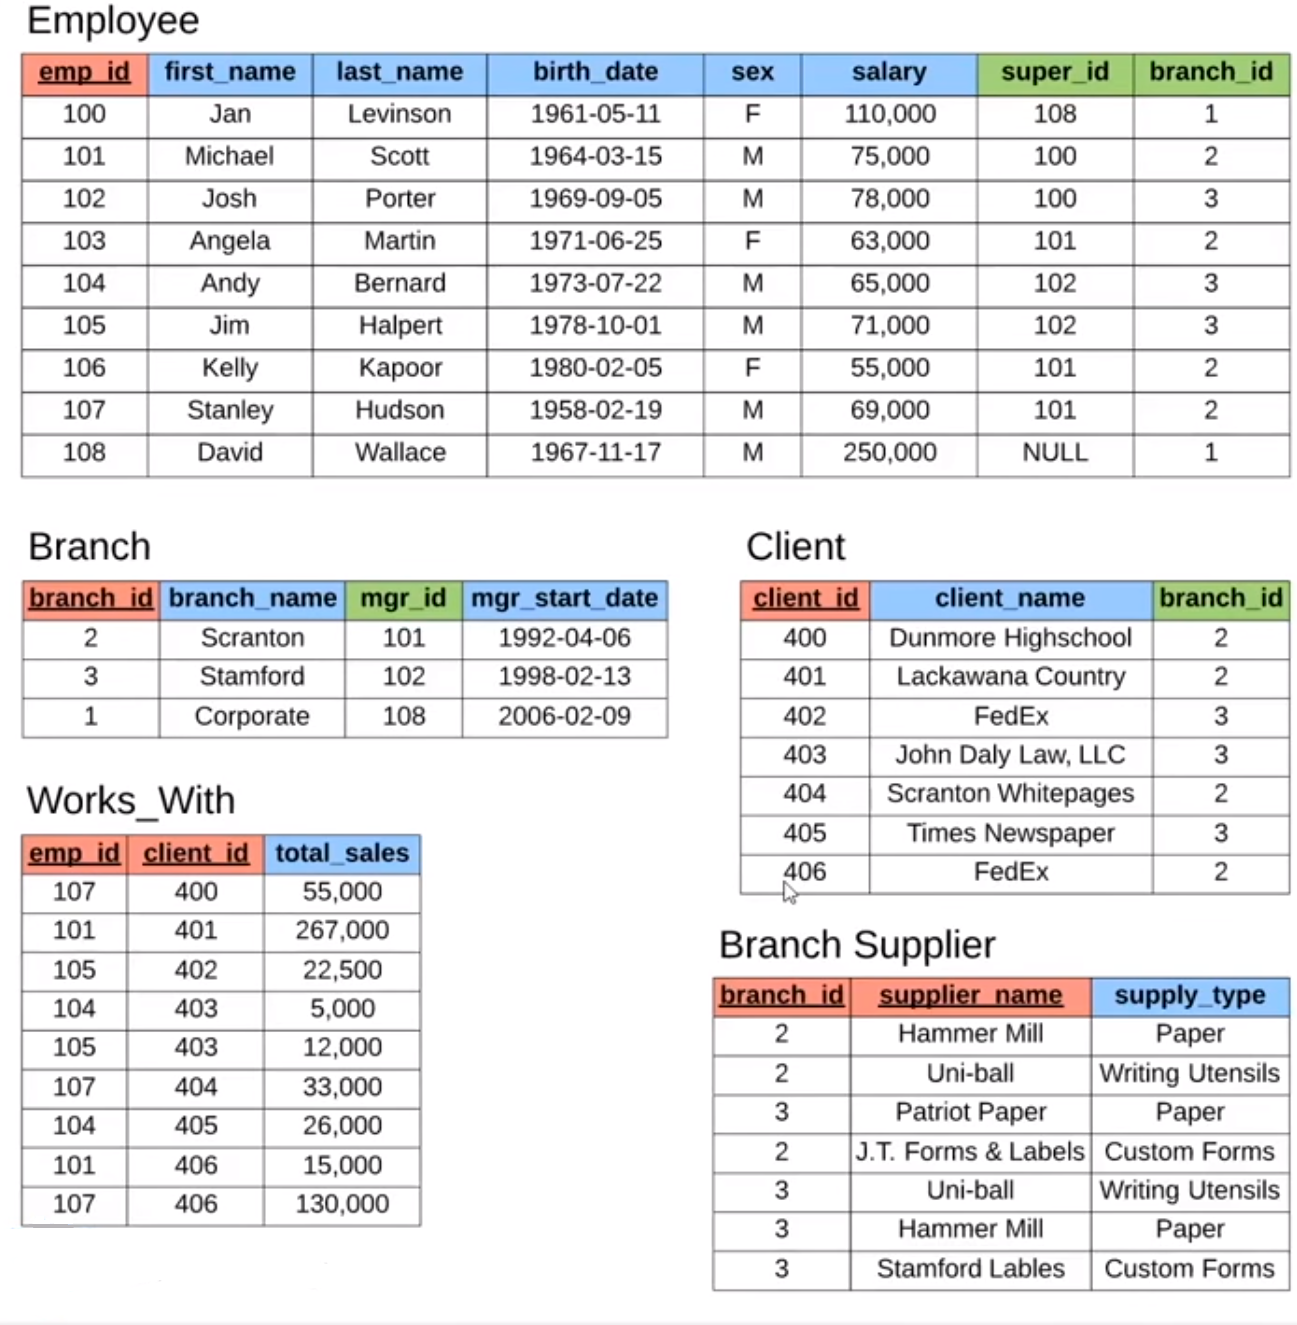 Employee
emp_id first_name last_name birth_date sex salary super_id branch_id
100 Jan Levinson 1961-05-11 F 110,000 108 1
101 Michael Scott 1964-03-15 M 75,000 100 2
102 Josh Porter 1969-09-05 M 78,000 100 3
103 Angela Martin 1971-06-25 F 63,000 101 2
104 Andy Bernard 1973-07-22 M 65,000 102 3
105 Jim Halpert 1978-10-01 M 71,000 102 3
106 Kelly Kapoor 1980-02-05 F 55,000 101 2
107 Stanley Hudson 1958-02-19 M 69,000 101 2
108 David Wallace 1967-11-17 M 250,000 NULL 1
Branch
branch_id branch_name mgr_id mgr_start_date
2 Scranton 101 1992-04-06
3 Stamford 102 1998-02-13
1 Corporate 108 2006-02-09
Works_With
emp_id client_id total_sales
107 400 55,000
101 401 267,000
105 402 22,500
104 403 5,000
105 403 12,000
107 404 33,000
104 405 26,000
101 406 15,000
107 406 130,000
Client
client_id client_name branch_id
400 Dunmore Highschool 2
401 Lackawana Country 2
402 FedEx 3
403 John Daly Law, LLC 3
404 Scranton Whitepages 2
405 Times Newspaper 3
406 FedEx 2
Branch Supplier
branch_id supplier_name supply_type
2 Hammer Mill Paper
2 Uni-ball Writing Utensils
3 Patriot Paper Paper
2 J.T. Forms & Labels Custom Forms
3 Uni-ball Writing Utensils
3 Hammer Mill Paper
3 Stamford Lables Custom Forms